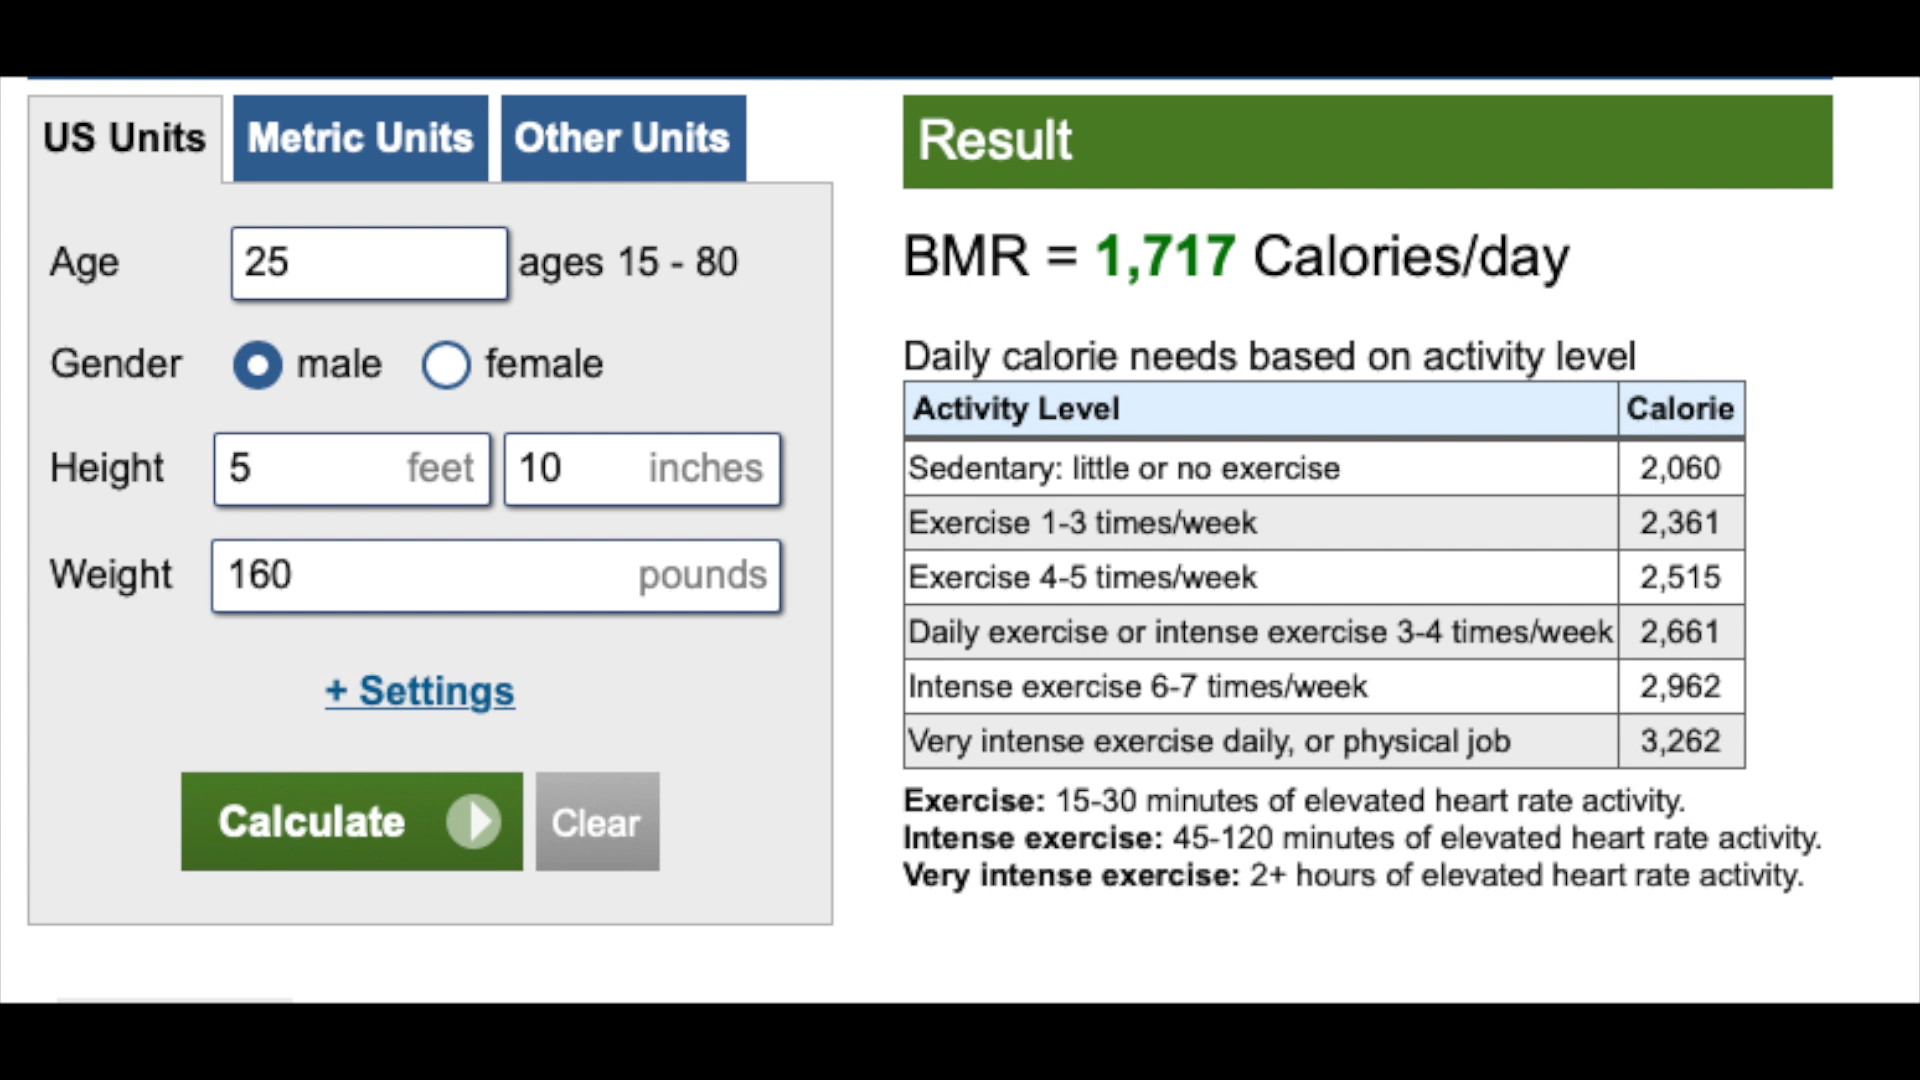 US Units Metric Units Other Units
Age 25 ages 15 - 80
Gender male female
Height 5 feet 10 inches
Weight 160 pounds
+ Settings
Calculate Clear
Result
BMR = 1,717 Calories/day
Daily calorie needs based on activity level
Activity Level Calorie
Sedentary: little or no exercise 2,060
Exercise 1-3 times/week 2,361
Exercise 4-5 times/week 2,515
Daily exercise or intense exercise 3-4 times/week 2,661
Intense exercise 6-7 times/week 2,962
Very intense exercise daily, or physical job 3,262
Exercise: 15-30 minutes of elevated heart rate activity.
Intense exercise: 45-120 minutes of elevated heart rate activity.
Very intense exercise: 2+ hours of elevated heart rate activity.